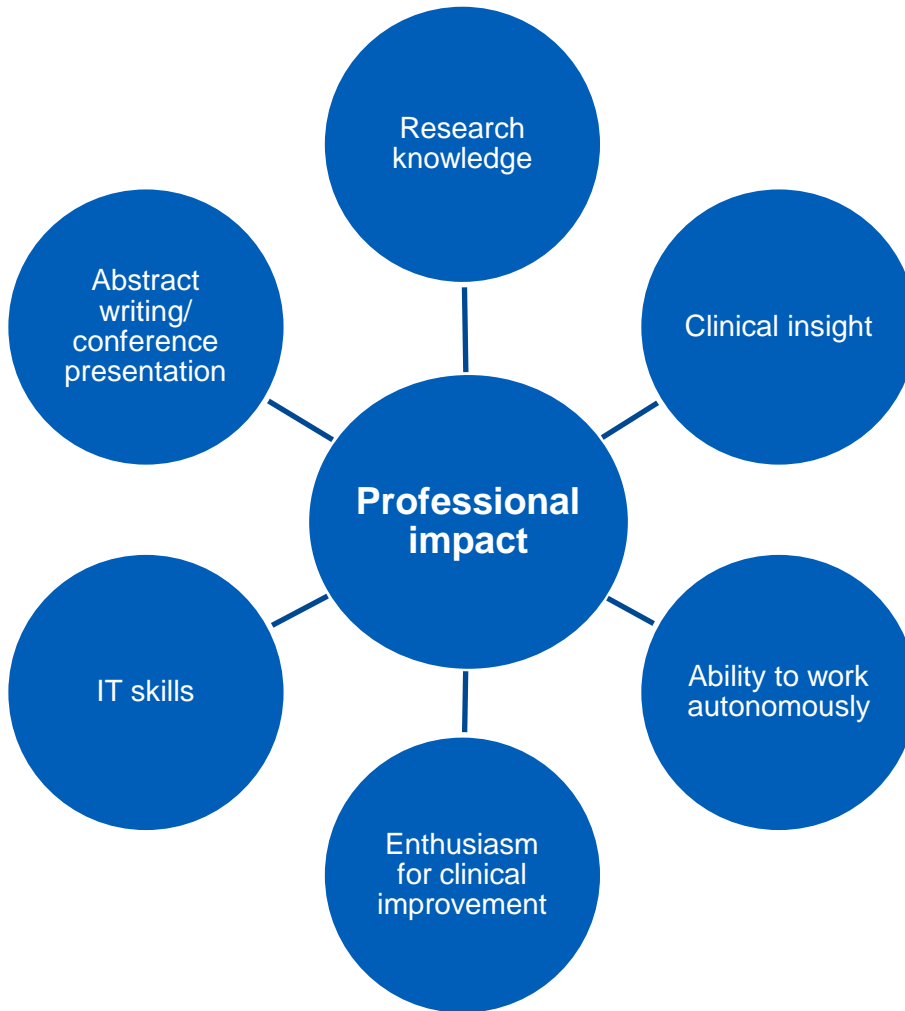 Research
knowledge
Abstract
writing/
conference
presentation
Clinical insight
Professional
impact
IT skills
Ability to work
autonomously
Enthusiasm
for clinical
improvement